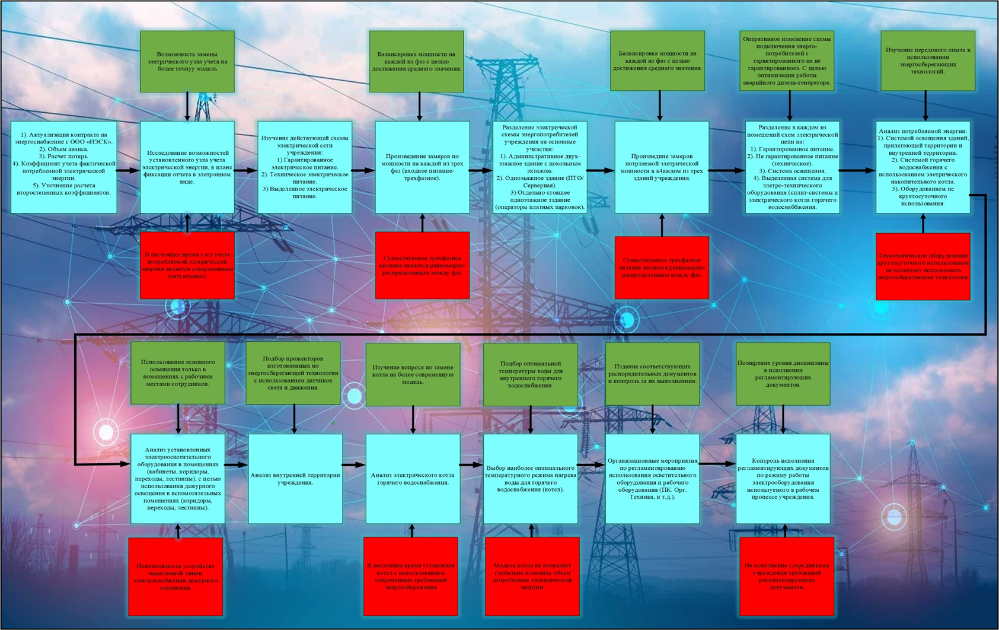 Возможность замены
элетрического узла учета на
более точнуу модель
Балансировка мощности на
каждой из фаз с целью
достижения среднего значения.
Балансировка мощности на
каждой из фаз с целью
достижения среднего значения.
Оперативное изменение схемы
подключения энерго-
потребителей с
гарантированного на не
гарантированноеэ. С целью
оптимизации работы
аварийного дизель-генератора.
Изучение передового опыта в
использовании
энергосберегающих
технологий.
1). Актуализация контракта на
энергоснабжение с ООО «НЭСК».
2). Объем аванса.
3). Расчет потерь.
4). Коэффициент учета фактической
потребленной электрической
энергии.
5). Уточнение расчета
второстепенных коэффициентов.
Исследование возможностей
установленного узла учета
электрической энергии, в плане
фиксации отчета в элетронном
виде.
Изучение действующей схемы
электрической сети
учреждения:
1) Гарантированное
электрическое питание.
2). Техническое электрическое
питание.
3) Выделенное электрическое
питание.
Произведение замеров по
мощности на каждой из трех
фаз (входное питание-
трехфазное).
Разделение электрической
схемы энергопотребителей
учреждения на основные
учкастки:
1). Административное двух-
этажное здание с цокольным
эхтажом.
2). Одноэьажное здание (ПТО/
Серверная).
3) Отдельно стоящее
одноэтажное зздание
(операторы платных парковок).
Произведние замеров
потрляемой элетрической
мощности в к4аждом из трех
зданий учреждения.
Разделение в каждом из
помещений схем электрической
цепи на:
1). Гарантированное питание.
2). Не гарантированное питание
(техническое).
3). Система освещения.
4). Выделенная система для
элетро-технического
оборудования (сплит-системы и
электрического котла горячего
водоснаббжения.
Анализ потребляемой энергии:
1). Системой освещения зданий,
прилегающей территории и
внутренней территории.
2). Системой горячего
водоснабжения с
использованием элетрического
накопительного котла.
3). Оборудованием не
круглосуточного
использования.
В настоящее время узел учета
потребляемой элетрической
энергии является совеременным
(актуальным)
Существующее трехфазное
питание является равномерно-
распределенным между фаз.
Существующее трехфазное
питание является равномерно-
распределенным между фаз
Технологическое оборудование
круглосуточного использования
не позволяет использовать
энергосберегающие технологии.
Использование основного
освещения только в
помещениях с рабочими
местами сотрудников.
Подбор прожекторов
изготовленных по
энергосберегающей технологии
с использованием датчиков
света и движения.
Изучение вопроса по замене
котла на более современную
модель.
Подбор оптимальной
температуры воды для
внутреннего горячего
водоснабжения.
Издание соответствующих
распорядительных документов
и контроль за их выполнением.
Поощрение уровня дисциплины
в исполнении
регламентирующих
документов.
Анализ установленных
электроосветительного
оборудования в помещениях
(кабинеты, коридоры,
переходы, лестницы), с целью
использования дежурного
освещения в вспомогательных
помещениях (коридоры,
переходы, лестницы).
Анализ внутренней территории
учреждения.
Анализ электрического котла
горячего водоснабжения.
Выбор наиболее оптимального
температурного режима нагрева
воды для горячего
водоснабжения (котел).
Организационные мероприятия
по регламентированию
использования осветительного
оборудования и рабочего
оборудования (ПК. Орг.
Техника, и т.д.).
Контроль исполнения
регламентирующих документов
по режиму работы
электрооборудования
используемого в рабочем
процессе учреждения.
Невозможность устройства
выделенной линии
электроснабжения дежурного
освещения.
В настоящее время установлен
котел с использованием
современных требований
энергосбережения
Модель котла не позволяет
глобально изменить объем
потребления электрической
энергии.
Не исполнение сотрудниками
учреждения требований
регламентирующих
документов.